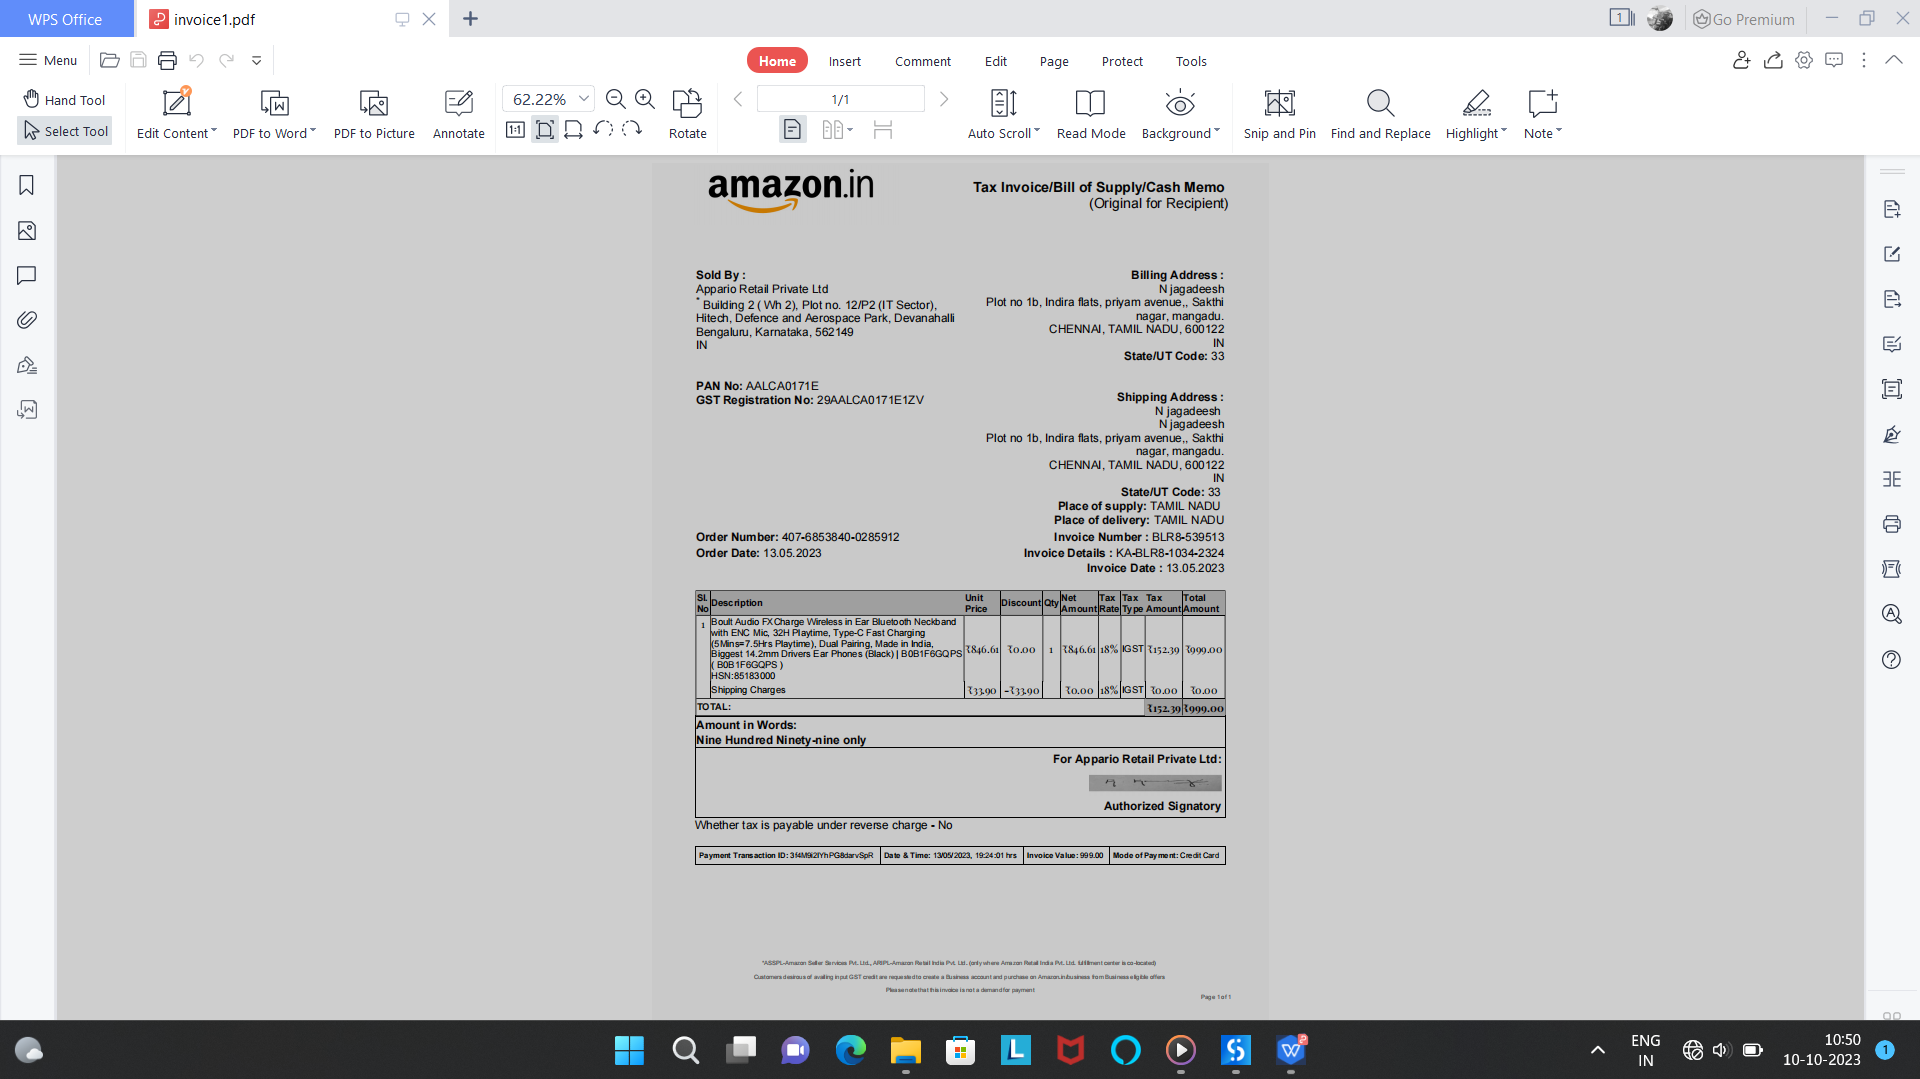 WPS Office
invoice1.pdf
1
Go Premium
Menu
Home
Insert
Comment
Edit
Page
Protect
Tools
Hand Tool
Select Tool
Edit Content
PDF to Word
PDF to Picture
Annotate
62.22%
1:1
Rotate
1/1
Auto Scroll
Read Mode
Background
Snip and Pin
Find and Replace
Highlight
Note
amazon.in
Tax Invoice/Bill of Supply/Cash Memo
(Original for Recipient)
Sold By :
Appario Retail Private Ltd
* Building 2 ( Wh 2), Plot no. 12/P2 (IT Sector),
Hitech, Defence and Aerospace Park, Devanahalli
Bengaluru, Karnataka, 562149
IN
PAN No: AALCA0171E
GST Registration No: 29AALCA0171E1ZV
Billing Address :
N jagadeesh
Plot no 1b, Indira flats, priyam avenue,, Sakthi
nagar, mangadu.
CHENNAI, TAMIL NADU, 600122
IN
State/UT Code: 33
Shipping Address :
N jagadeesh
N jagadeesh
Plot no 1b, Indira flats, priyam avenue,, Sakthi
nagar, mangadu.
CHENNAI, TAMIL NADU, 600122
IN
State/UT Code: 33
Place of supply: TAMIL NADU
Place of delivery: TAMIL NADU
Order Number: 407-6853840-0285912
Order Date: 13.05.2023
Invoice Number : BLR8-539513
Invoice Details : KA-BLR8-1034-2324
Invoice Date : 13.05.2023
Sl. No Description Unit Price Discount Qty Net Amount Tax Rate Tax Type Tax Amount Total Amount
1 Boult Audio FXCharge Wireless in Ear Bluetooth Neckband
with ENC Mic, 32H Playtime, Type-C Fast Charging
(5Mins=7.5Hrs Playtime), Dual Pairing, Made in India,
Biggest 14.2mm Drivers Ear Phones (Black) | B0B1F6GQPS
( B0B1F6GQPS )
HSN:85183000
₹846.61 ₹0.00 1 ₹846.61 18% IGST ₹152.39 ₹999.00
Shipping Charges ₹33.90 -₹33.90 ₹0.00 18% IGST ₹0.00 ₹0.00
TOTAL: ₹152.39 ₹999.00
Amount in Words:
Nine Hundred Ninety-nine only
For Appario Retail Private Ltd:
Authorized Signatory
Whether tax is payable under reverse charge - No
Payment Transaction ID: 3f4M9i2IYhPG8darvSpR Date & Time: 13/05/2023, 19:24:01 hrs Invoice Value: 999.00 Mode of Payment: Credit Card
*ASSPL-Amazon Seller Services Pvt. Ltd., ARIPL-Amazon Retail India Pvt. Ltd. (only where Amazon Retail India Pvt. Ltd. fulfillment center is co-located)
Customers desirous of availing input GST credit are requested to create a Business account and purchase on Amazon.in/business from Business eligible offers
Please note that this invoice is not a demand for payment
Page 1 of 1
ENG
IN
10:50
10-10-2023
1